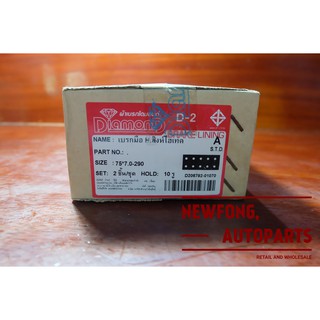 ผ้าเบรคไดมอนด์
Diamond D-2
BRAKE LINING
NAME : เบรกมือ ห.สิงห์ไฮเทค A
PART NO.: S.T.D
SIZE : 75*7.0-290
SET: 2 ชิ้น/ชุด HOLD: 10 รู
NEWFONG,
AUTOPARTS
RETAIL AND WHOLESALE